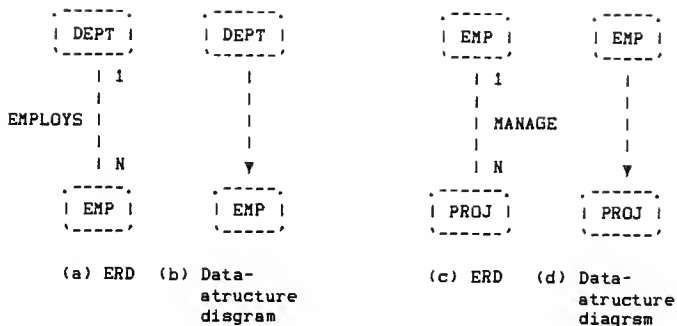 DEPT DEPT EMP EMP
1 1
EMPLOYS MANAGE
N N
EMP EMP PROJ PROJ
(a) ERD (b) Data- (c) ERD (d) Data-
atructure atructure
disgram diagrsm